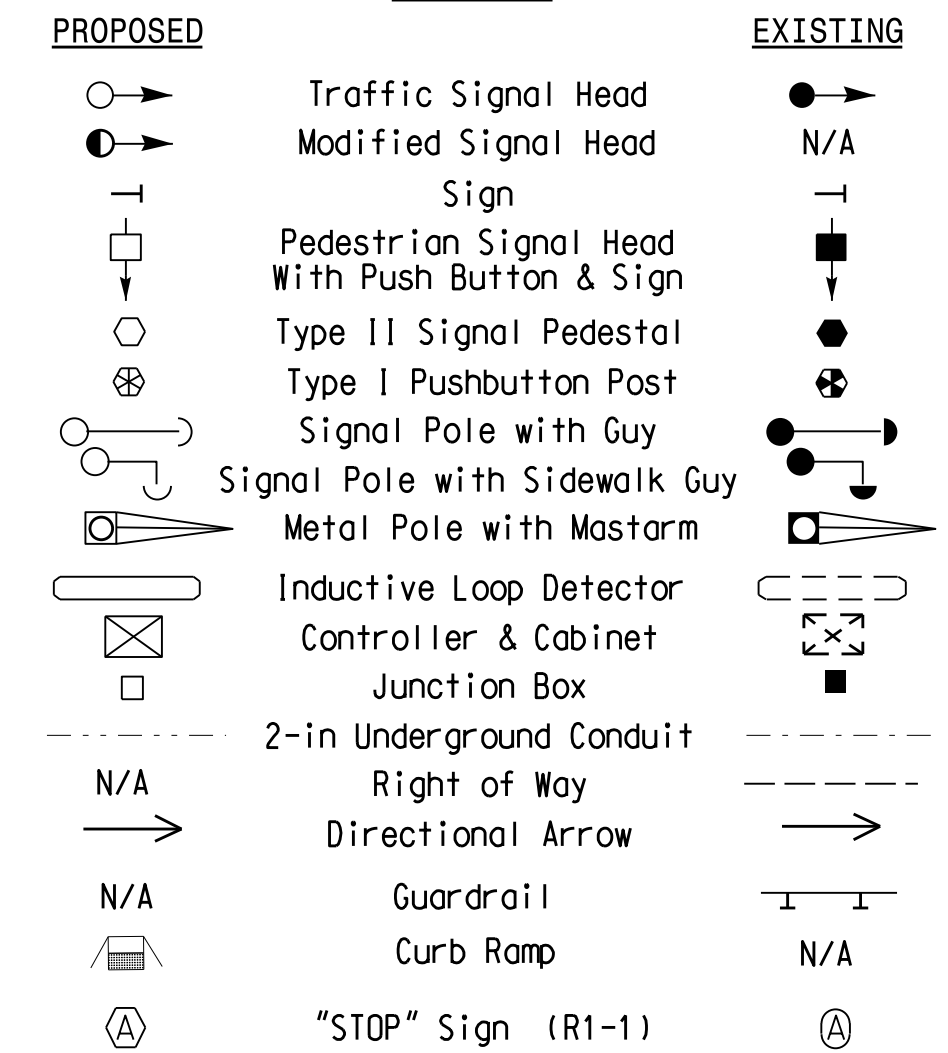 PROPOSED EXISTING
Traffic Signal Head
Modified Signal Head N/A
Sign
Pedestrian Signal Head
With Push Button & Sign
Type II Signal Pedestal
Type I Pushbutton Post
Signal Pole with Guy
Signal Pole with Sidewalk Guy
Metal Pole with Mastarm
Inductive Loop Detector
Controller & Cabinet
Junction Box
2-in Underground Conduit
N/A Right of Way
Directional Arrow
N/A Guardrail
Curb Ramp N/A
A "STOP" Sign (R1-1) A